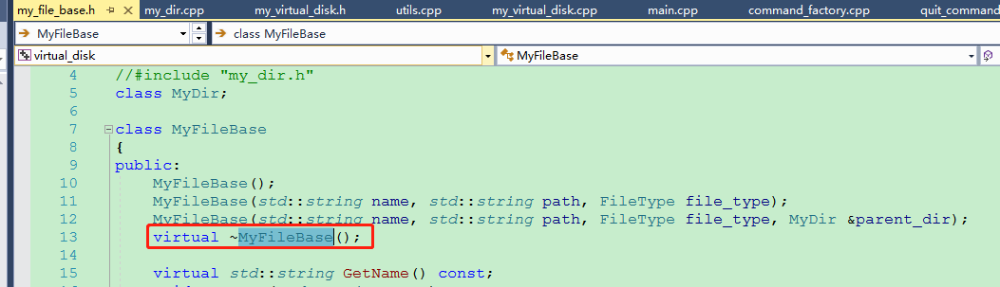 my_file_base.h my_dir.cpp my_virtual_disk.h utils.cpp my_virtual_disk.cpp main.cpp command_factory.cpp quit_command
MyFileBase class MyFileBase
virtual_disk MyFileBase
4 //#include "my_dir.h"
5 class MyDir;
6
7 class MyFileBase
8 {
9 public:
10 MyFileBase();
11 MyFileBase(std::string name, std::string path, FileType file_type);
12 MyFileBase(std::string name, std::string path, FileType file_type, MyDir &parent_dir);
13 virtual ~MyFileBase();
14
15 virtual std::string GetName() const;